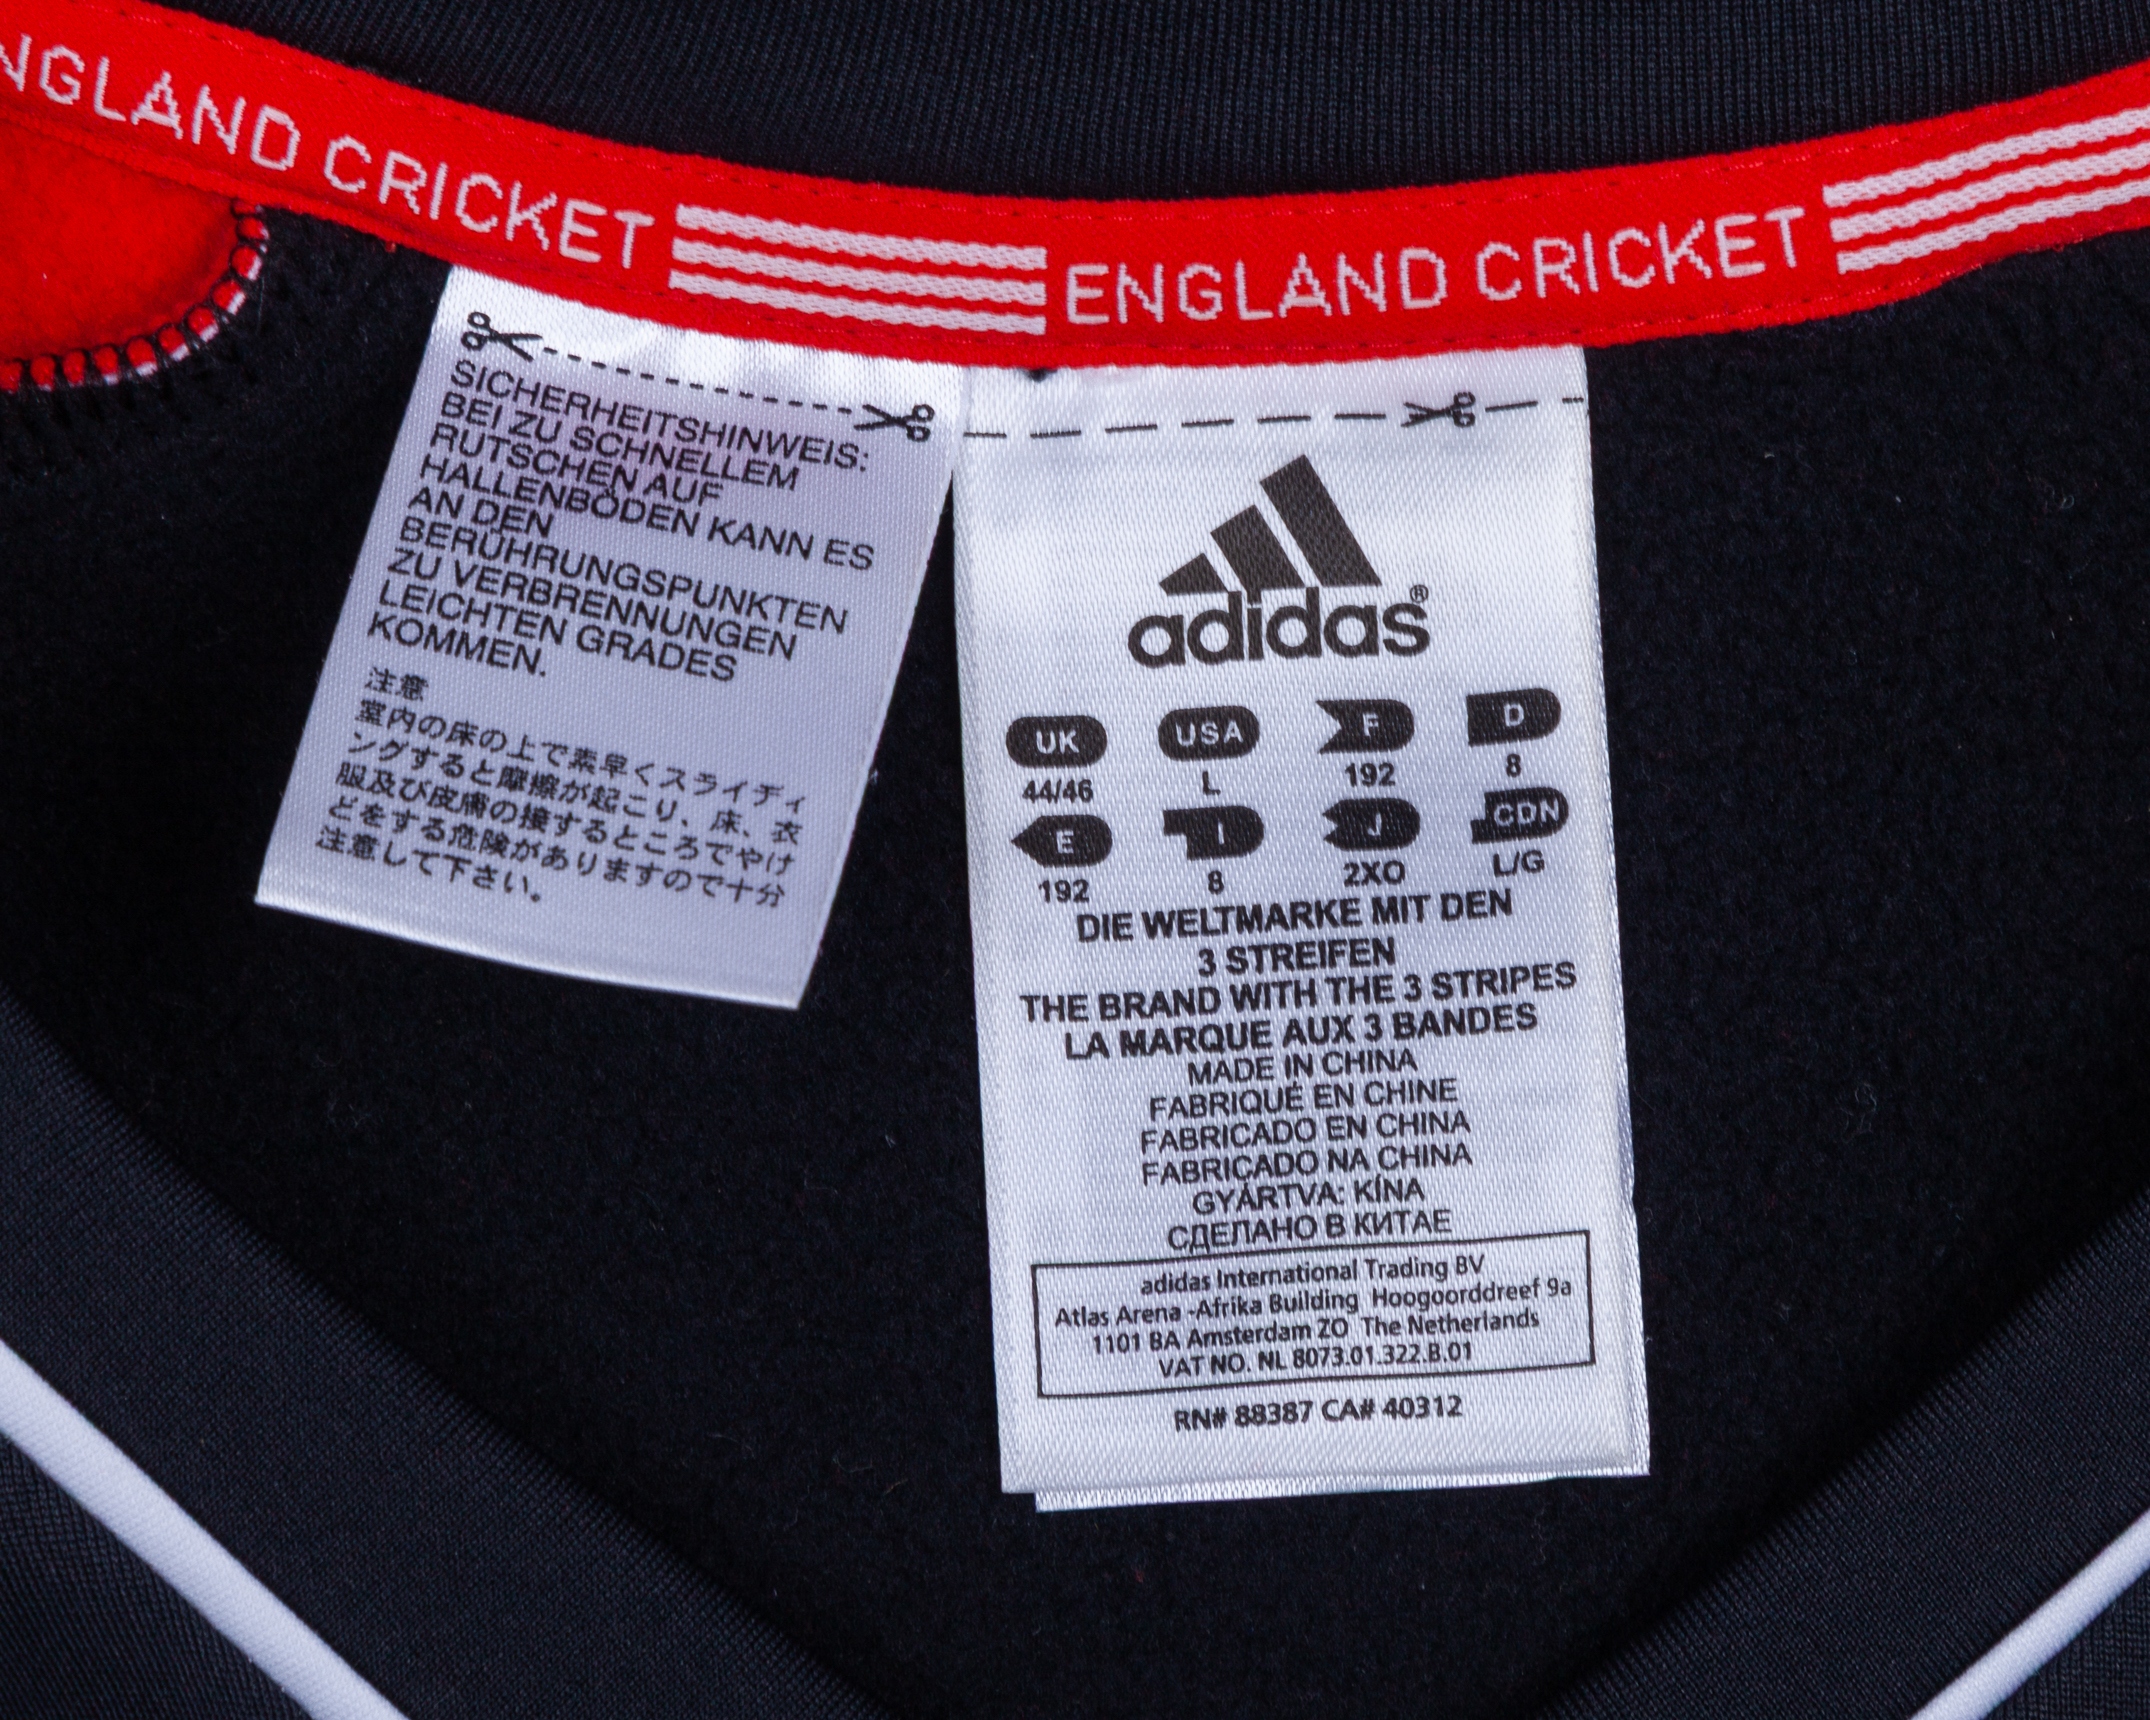 NGLAND CRICKET ENGLAND CRICKET
SICHERHEITSHINWEIS:
BEI ZU SCHNELLEM
RUTSCHEN AUF
HALLENBÖDEN KANN ES
AN DEN
BERÜHRUNGSPUNKTEN
ZU VERBRENNUNGEN
LEICHTEN GRADES
KOMMEN.
注意
室内の床の上で素早くスライディ
ングすると摩擦が起こり、床、衣
服及び皮膚の接するところでやけ
どをする危険がありますので十分
注意して下さい。
adidas®
UK USA F D
44/46 L 192 8
E I J CDN
192 8 2XO L/G
DIE WELTMARKE MIT DEN
3 STREIFEN
THE BRAND WITH THE 3 STRIPES
LA MARQUE AUX 3 BANDES
MADE IN CHINA
FABRIQUÉ EN CHINE
FABRICADO EN CHINA
FABRICADO NA CHINA
GYÁRTVA: KÍNA
СДЕЛАНО В КИТАЕ
adidas International Trading BV
Atlas Arena -Afrika Building Hoogoorddreef 9a
1101 BA Amsterdam ZO The Netherlands
VAT NO. NL 8073.01.322.B.01
RN# 88387 CA# 40312